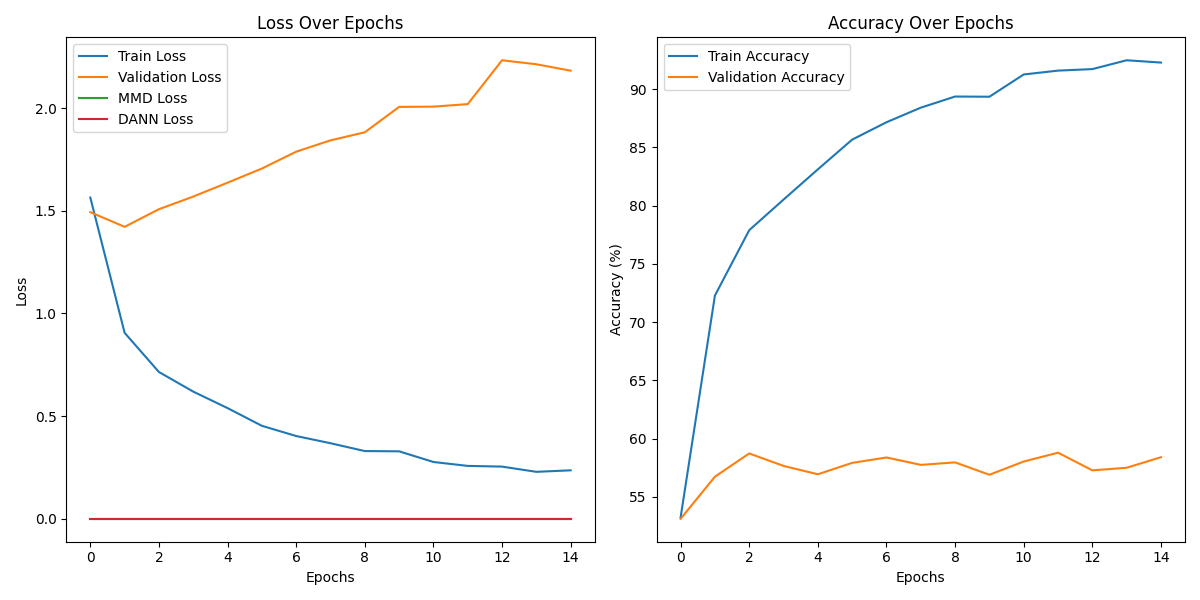 Loss Over Epochs
Train Loss
Validation Loss
MMD Loss
DANN Loss
2.0
1.5
1.0
0.5
0.0
Loss
0 2 4 6 8 10 12 14
Epochs
Accuracy Over Epochs
Train Accuracy
Validation Accuracy
90
85
80
75
70
65
60
55
Accuracy (%)
0 2 4 6 8 10 12 14
Epochs